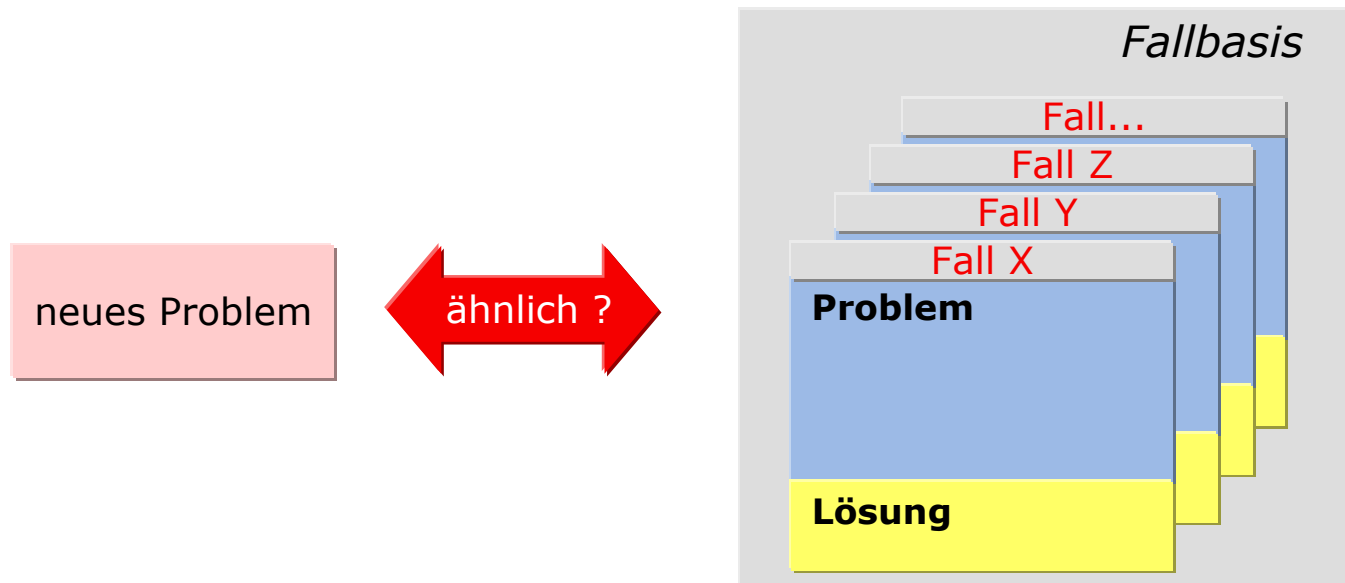 Fallbasis
Fall...
Fall Z
Fall Y
Fall X
neues Problem
ähnlich ?
Problem
Lösung